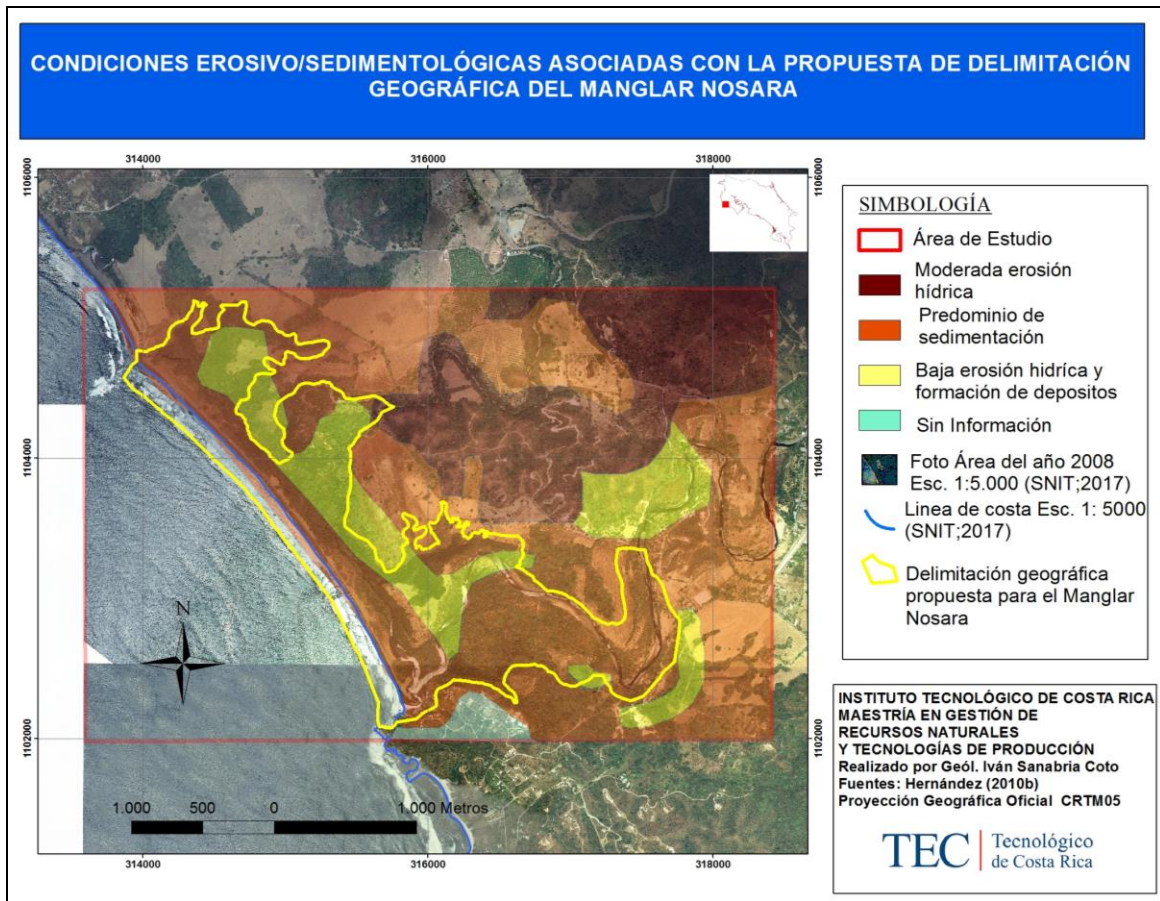 CONDICIONES EROSIVO/SEDIMENTOLÓGICAS ASOCIADAS CON LA PROPUESTA DE DELIMITACIÓN
GEOGRÁFICA DEL MANGLAR NOSARA
314000
316000
318000
1106000
1106000
1104000
1104000
1102000
1102000
N
1.000
500
0
1.000 Metros
314000
316000
318000
SIMBOLOGÍA
Área de Estudio
Moderada erosión
hídrica
Predominio de
sedimentación
Baja erosión hidríca y
formación de depositos
Sin Información
Foto Área del año 2008
Esc. 1:5.000 (SNIT;2017)
Linea de costa Esc. 1: 5000
(SNIT;2017)
Delimitación geográfica
propuesta para el Manglar
Nosara
INSTITUTO TECNOLÓGICO DE COSTA RICA
MAESTRÍA EN GESTIÓN DE
RECURSOS NATURALES
Y TECNOLOGÍAS DE PRODUCCIÓN
Realizado por Geól. Iván Sanabria Coto
Fuentes: Hernández (2010b)
Proyección Geográfica Oficial CRTM05
TEC
Tecnológico
de Costa Rica